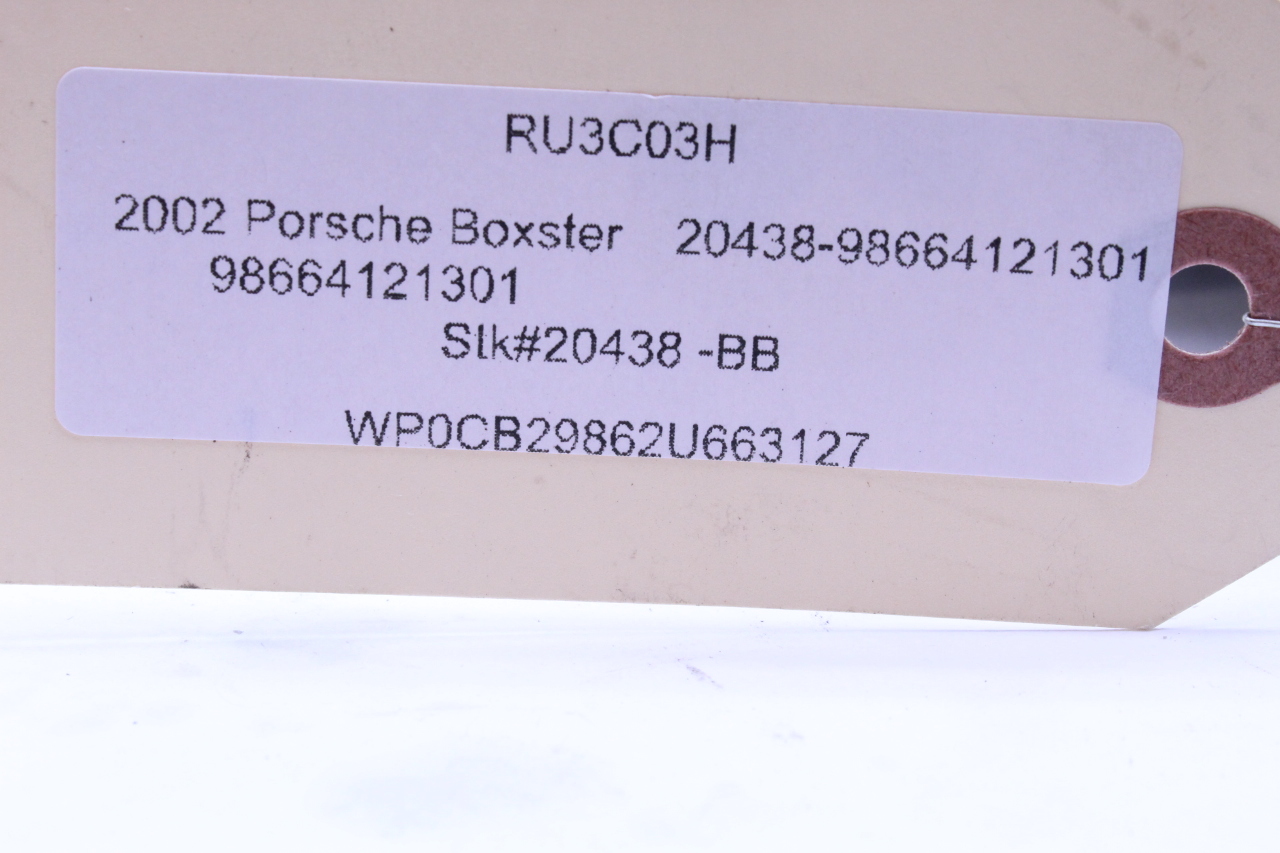 RU3C03H
2002 Porsche Boxster 20438-98664121301
98664121301
Stk#20438 -BB
WP0CB29862U663127